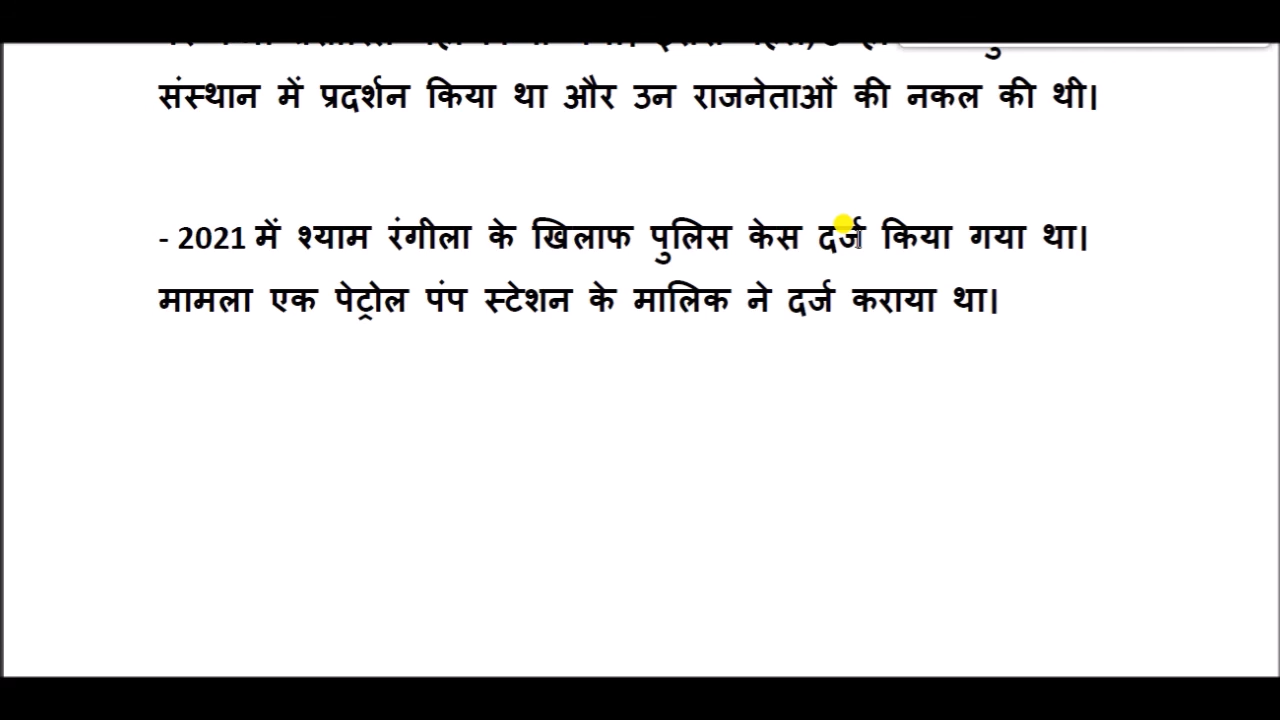 संस्थान में प्रदर्शन किया था और उन राजनेताओं की नकल की थी।
- 2021 में श्याम रंगीला के खिलाफ पुलिस केस दर्ज किया गया था।
मामला एक पेट्रोल पंप स्टेशन के मालिक ने दर्ज कराया था।